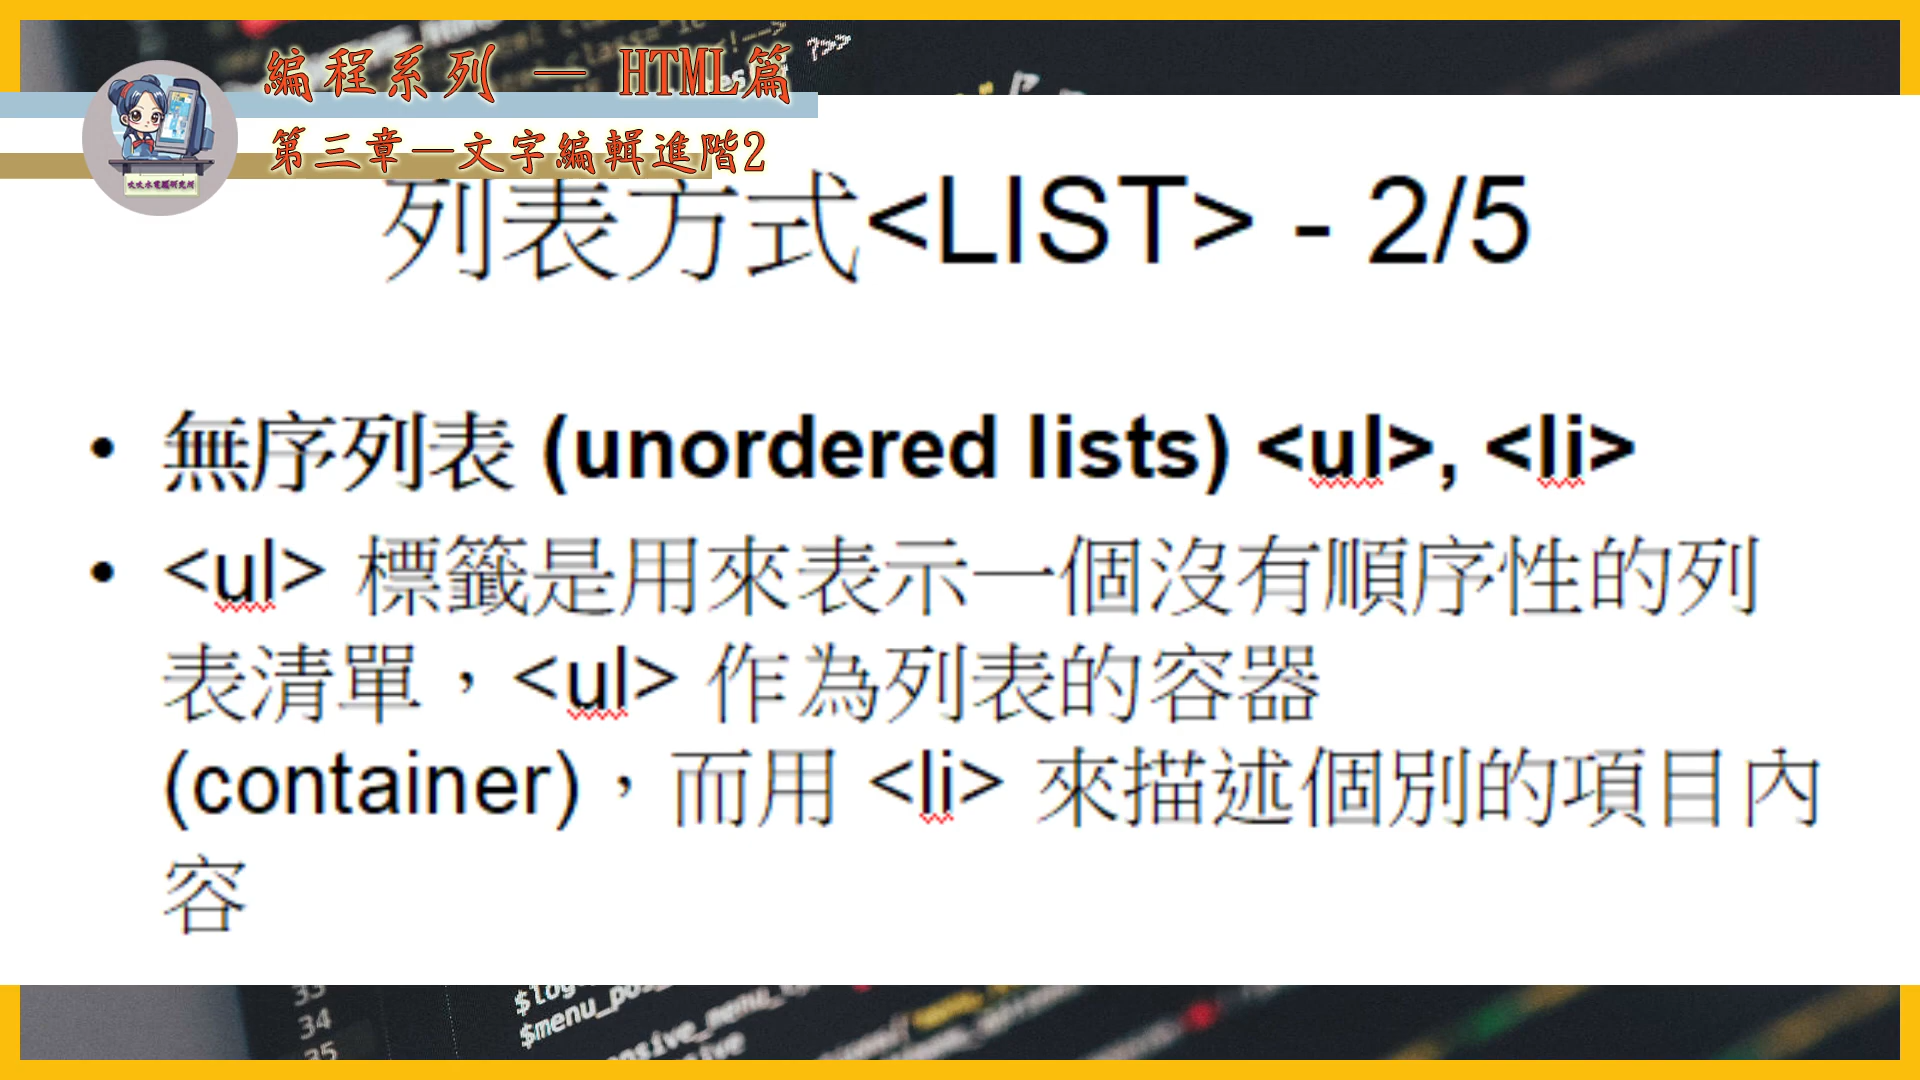 編程系列 — HTML篇
第三章—文字編輯進階2
列表方式<LIST> - 2/5
• 無序列表 (unordered lists) <ul>, <li>
• <ul> 標籤是用來表示一個沒有順序性的列
表清單，<ul> 作為列表的容器
(container)，而用 <li> 來描述個別的項目內
容
33
34
35